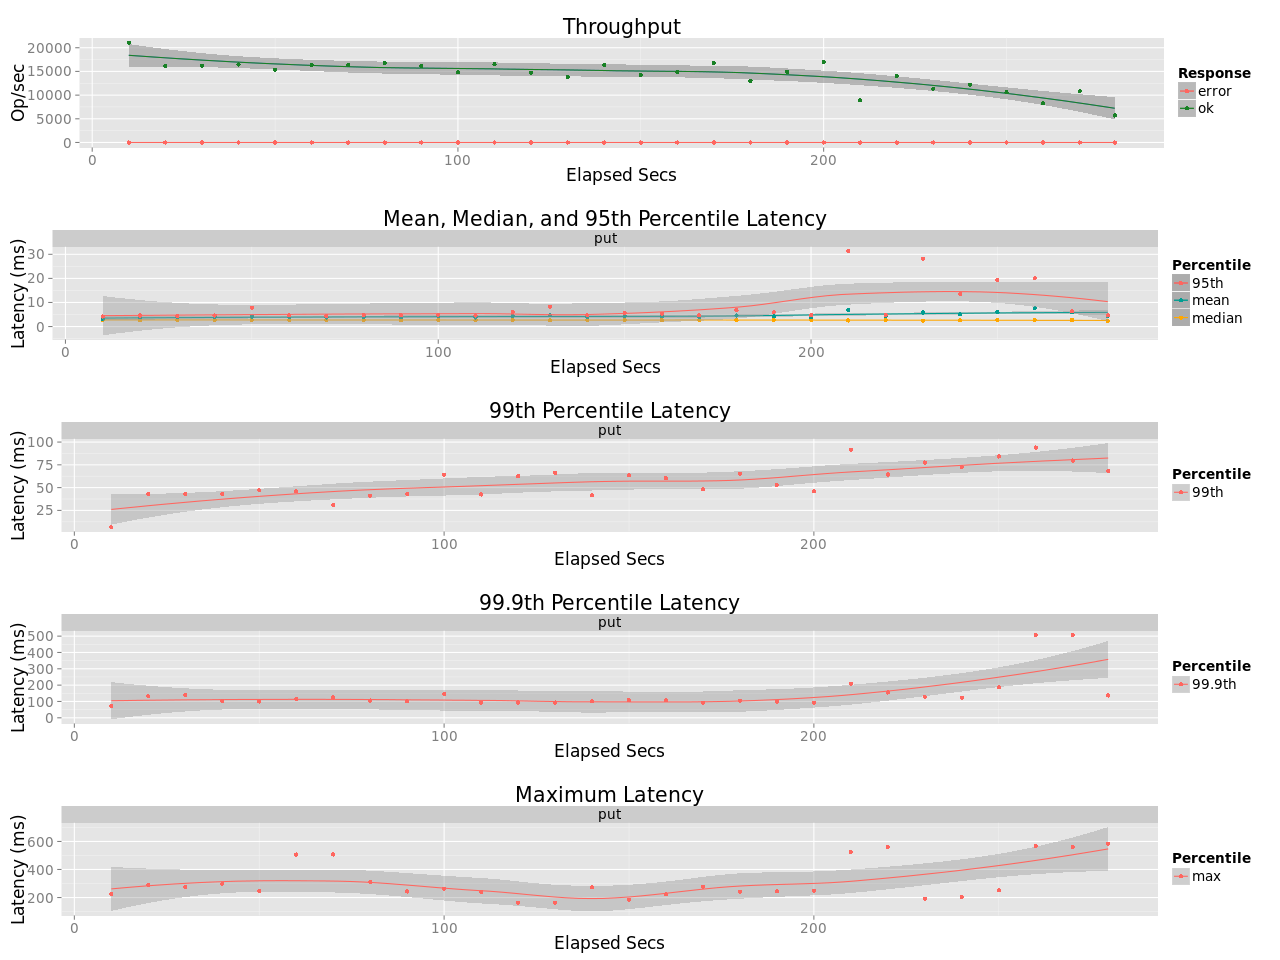 Throughput
Op/sec
20000
15000
10000
5000
0
0
100
200
Elapsed Secs
Response
error
ok
Mean, Median, and 95th Percentile Latency
put
Latency (ms)
30
20
10
0
0
100
200
Elapsed Secs
Percentile
95th
mean
median
99th Percentile Latency
put
Latency (ms)
100
75
50
25
0
100
200
Elapsed Secs
Percentile
99th
99.9th Percentile Latency
put
Latency (ms)
500
400
300
200
100
0
0
100
200
Elapsed Secs
Percentile
99.9th
Maximum Latency
put
Latency (ms)
600
400
200
0
100
200
Elapsed Secs
Percentile
max